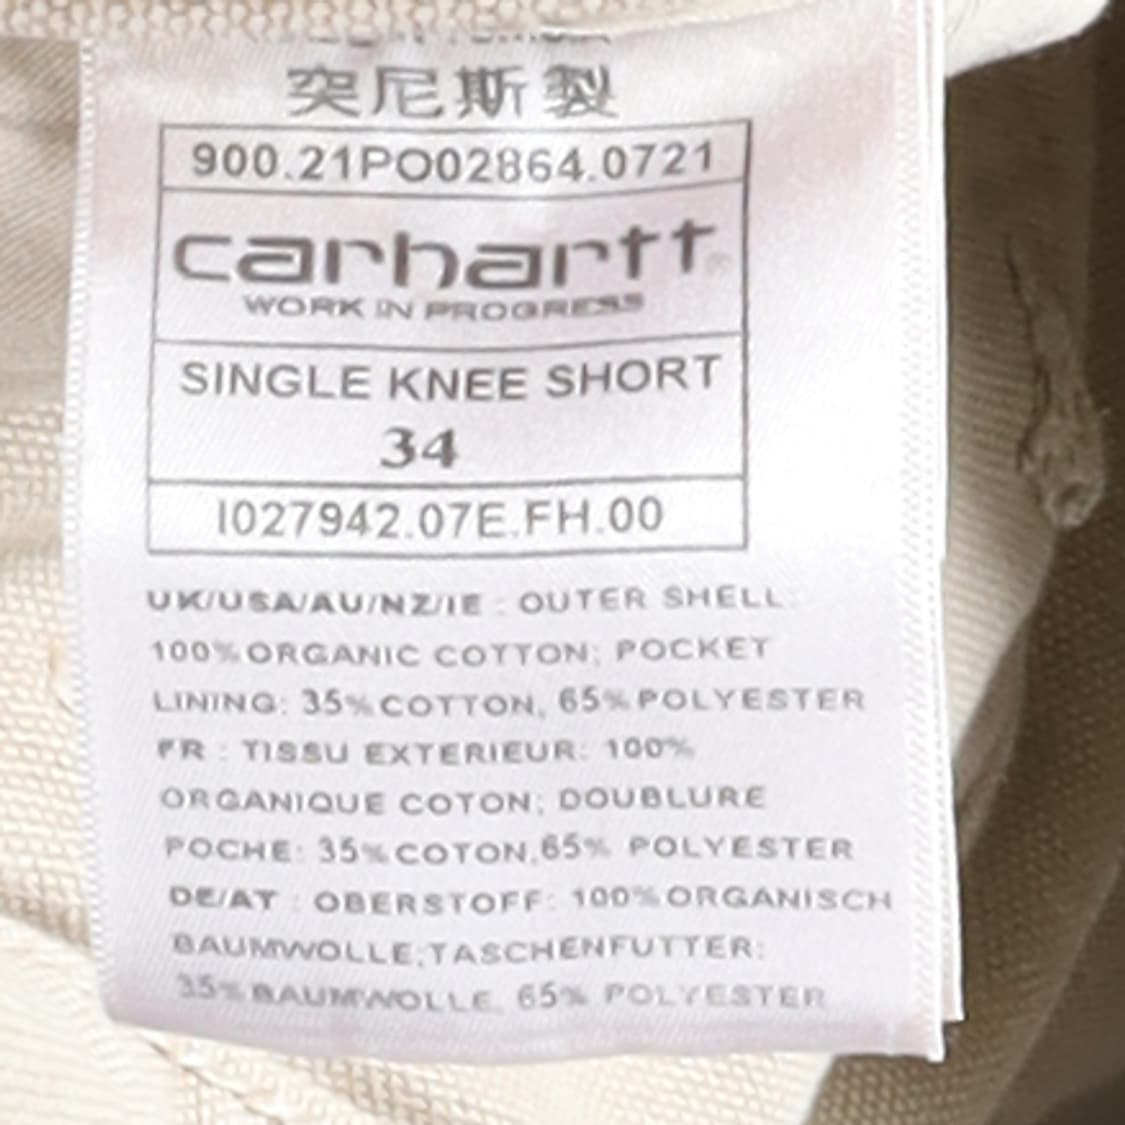 突尼斯製
900.21PO02864.0721
carhartt
WORK IN PROGRESS
SINGLE KNEE SHORT
34
I027942.07E.FH.00
UK/USA/AU/NZ/IE : OUTER SHELL:
100%ORGANIC COTTON; POCKET
LINING: 35%COTTON, 65%POLYESTER
FR : TISSU EXTERIEUR: 100%
ORGANIQUE COTON; DOUBLURE
POCHE: 35%COTON,65% POLYESTER
DE/AT : OBERSTOFF: 100%ORGANISCH
BAUMWOLLE;TASCHENFUTTER:
35%BAUMWOLLE, 65% POLYESTER